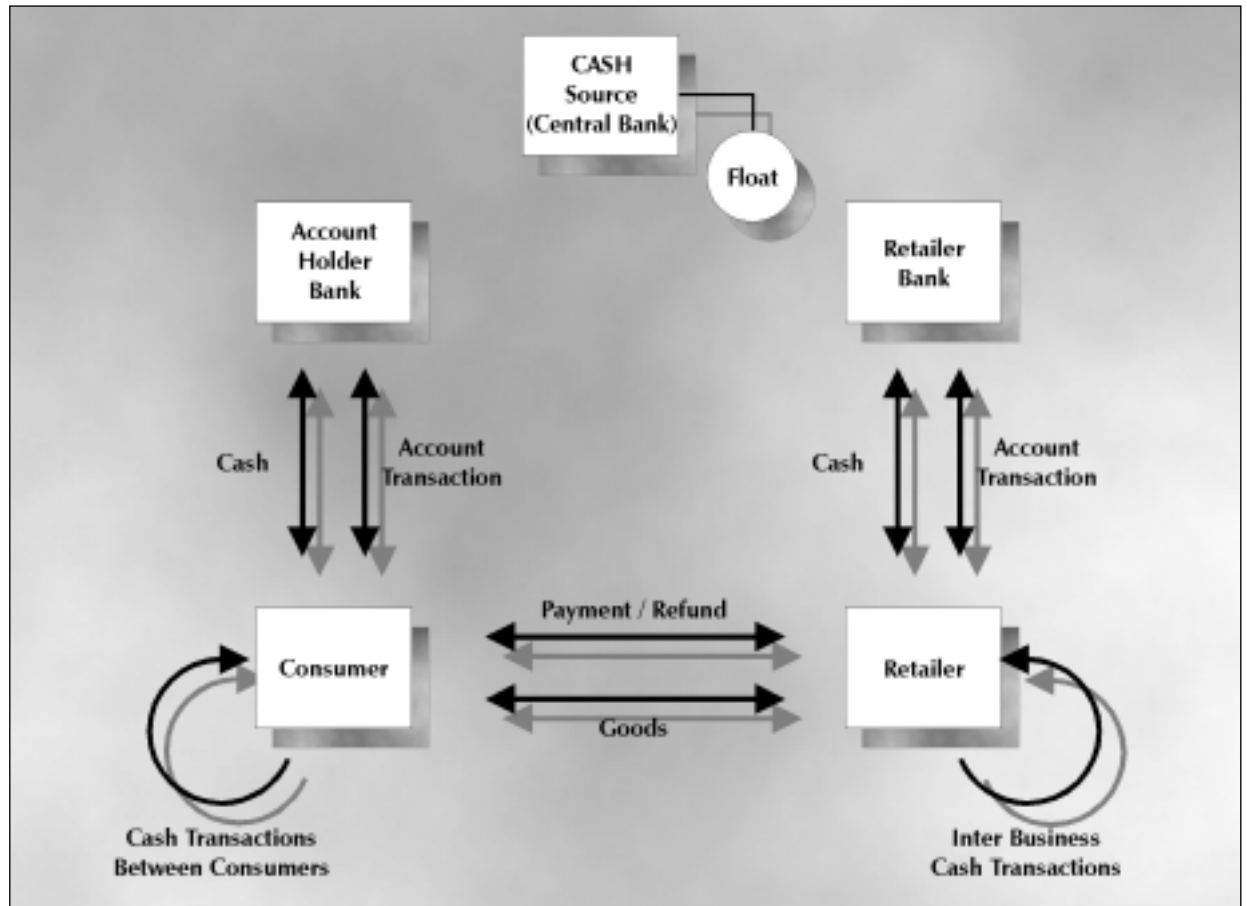 CASH
Source
(Central Bank)
Float
Account
Holder
Bank
Retailer
Bank
Cash
Account
Transaction
Cash
Account
Transaction
Payment / Refund
Consumer
Retailer
Goods
Cash Transactions
Between Consumers
Inter Business
Cash Transactions